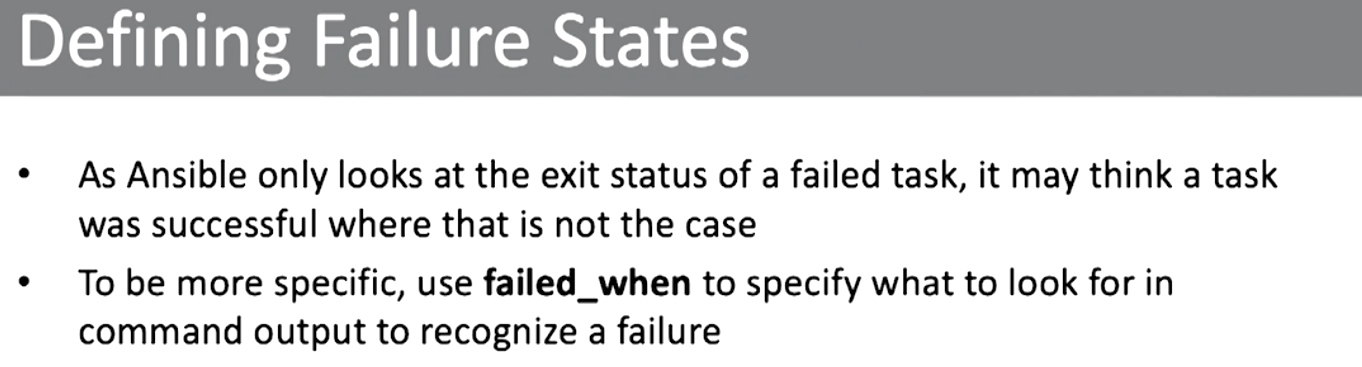 Defining Failure States
• As Ansible only looks at the exit status of a failed task, it may think a task
was successful where that is not the case
• To be more specific, use failed_when to specify what to look for in
command output to recognize a failure